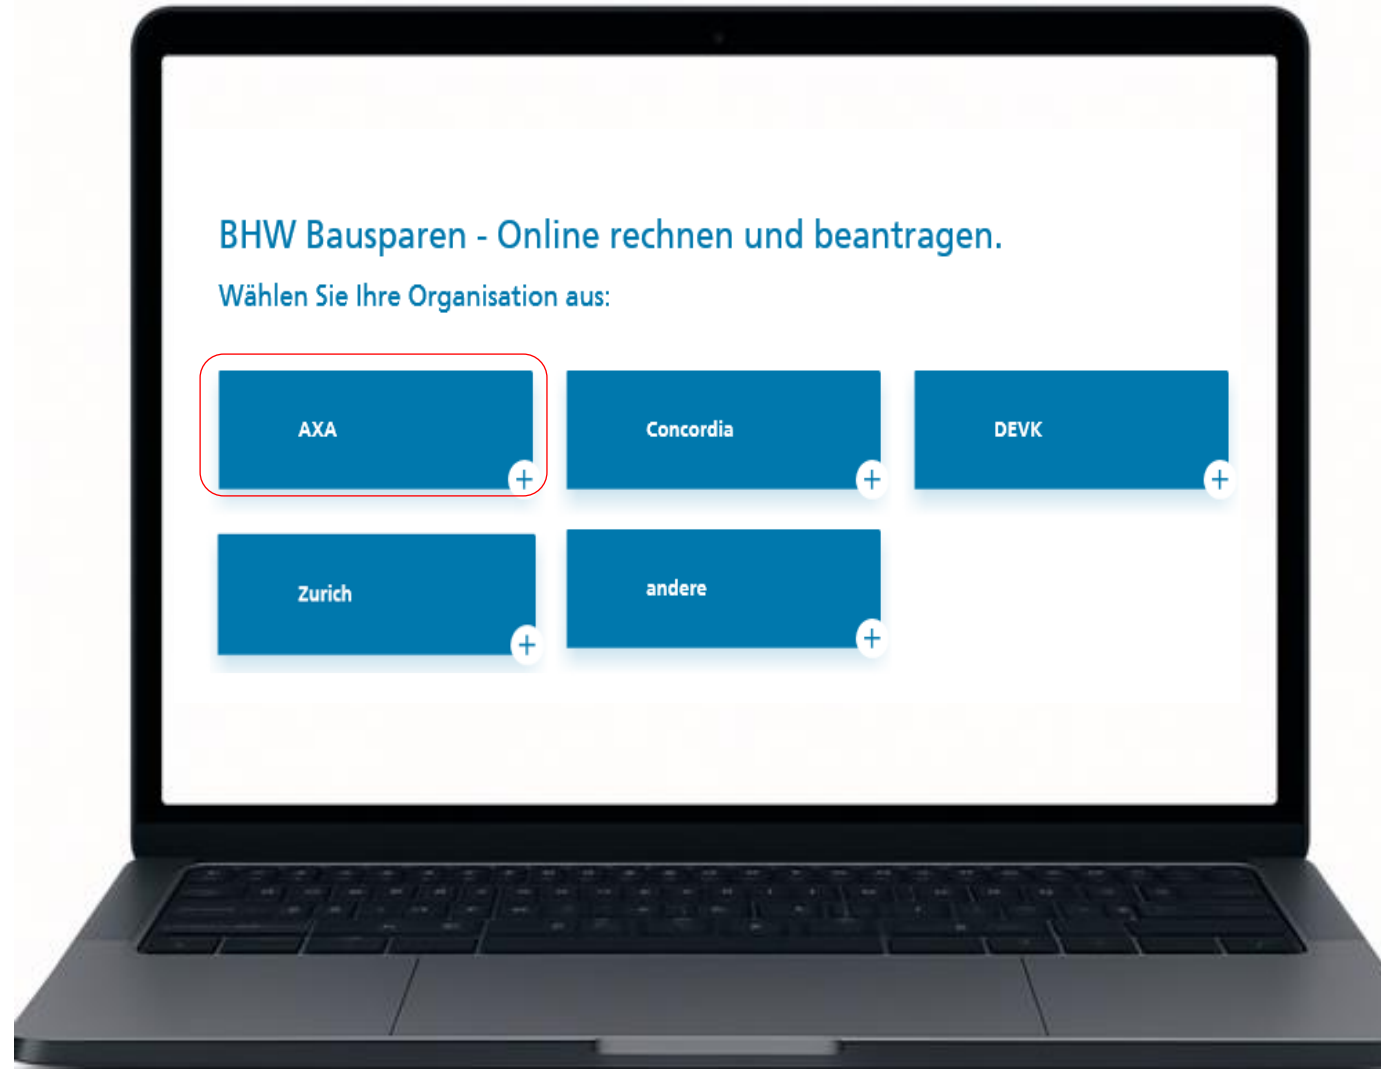 BHW Bausparen - Online rechnen und beantragen.
Wählen Sie Ihre Organisation aus:
AXA
Concordia
DEVK
Zurich
andere